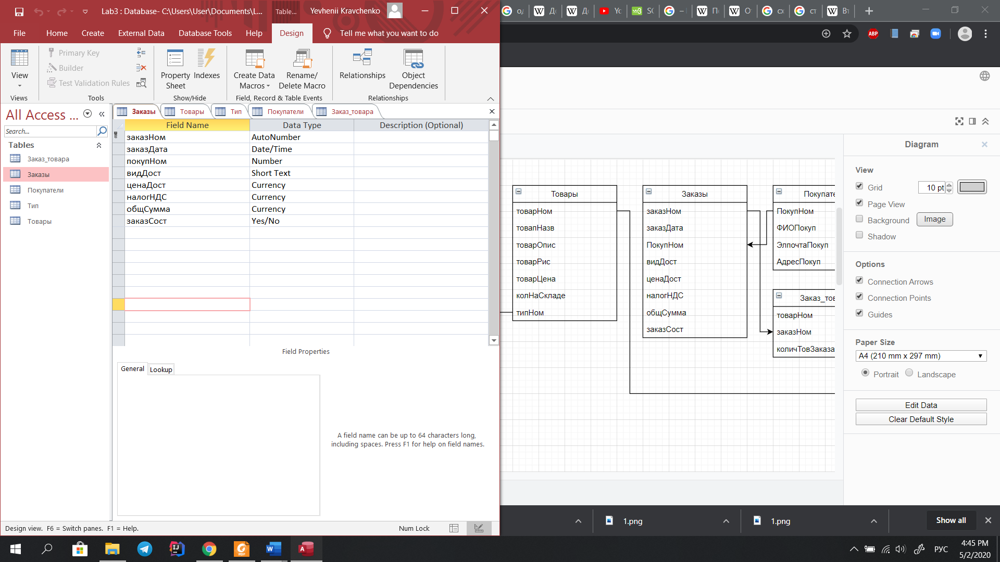 Lab3 : Database- C:\Users\User\Documents\L...
Table...
Yevhenii Kravchenko
File
Home
Create
External Data
Database Tools
Help
Design
Tell me what you want to do
View
Primary Key
Builder
Test Validation Rules
Property Sheet
Indexes
Create Data Macros
Rename/ Delete Macro
Relationships
Object Dependencies
Views
Tools
Show/Hide
Field, Record & Table Events
Relationships
All Access ...
Search...
Tables
Заказ_товара
Заказы
Покупатели
Тип
Товары
Заказы
Товары
Тип
Покупатели
Заказ_товара
Field Name Data Type Description (Optional)
заказНом AutoNumber
заказДата Date/Time
покупНом Number
видДост Short Text
ценаДост Currency
налогНДС Currency
общСумма Currency
заказСост Yes/No
Field Properties
General
Lookup
A field name can be up to 64 characters long,
including spaces. Press F1 for help on field names.
Design view. F6 = Switch panes. F1 = Help.
Num Lock
ABP
Товары
товарНом
товапНазв
товарОпис
товарРис
товарЦена
колНаСкладе
типНом
Заказы
заказНом
заказДата
ПокупНом
видДост
ценаДост
налогНДС
общСумма
заказСост
Покупате
ПокупНом
ФИОПокуп
ЭлпочтаПокуп
АдресПокуп
Заказ_тов
товарНом
заказНом
количТовЗаказа
Diagram
View
Grid
10 pt
Page View
Background
Image
Shadow
Options
Connection Arrows
Connection Points
Guides
Paper Size
A4 (210 mm x 297 mm)
Portrait
Landscape
Edit Data
Clear Default Style
1.png
1.png
Show all
РУС
4:45 PM
5/2/2020